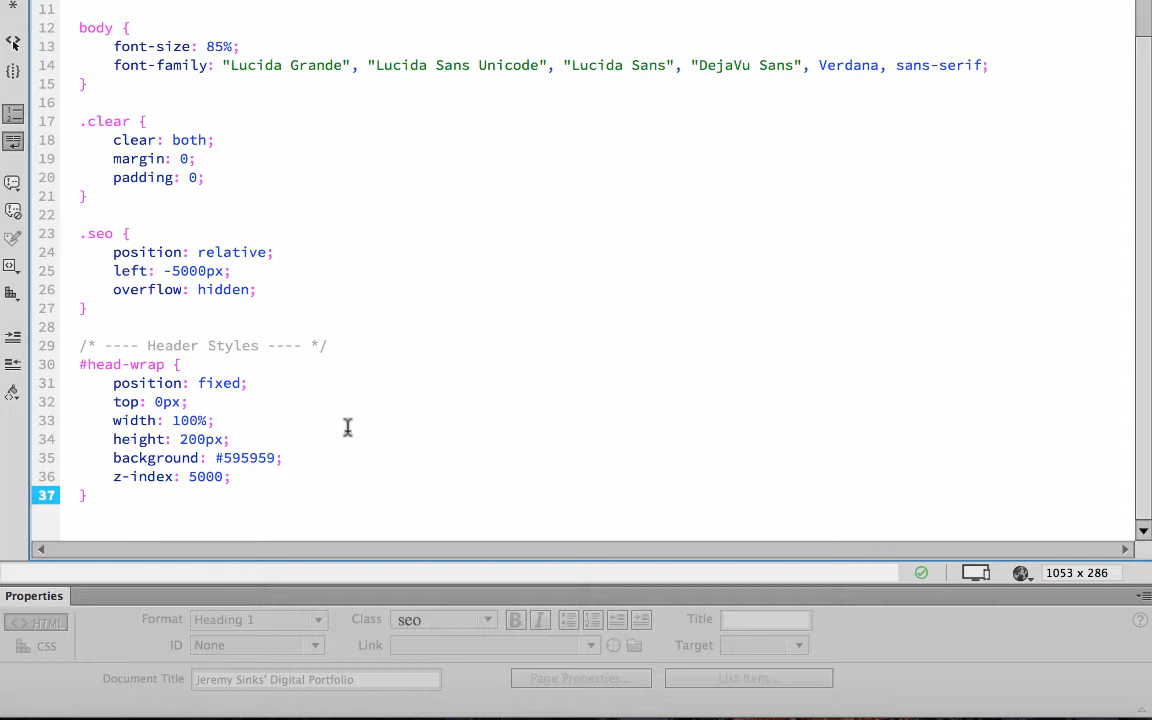 11
12 body {
13 font-size: 85%;
14 font-family: "Lucida Grande", "Lucida Sans Unicode", "Lucida Sans", "DejaVu Sans", Verdana, sans-serif;
15 }
16
17 .clear {
18 clear: both;
19 margin: 0;
20 padding: 0;
21 }
22
23 .seo {
24 position: relative;
25 left: -5000px;
26 overflow: hidden;
27 }
28
29 /* ---- Header Styles ---- */
30 #head-wrap {
31 position: fixed;
32 top: 0px;
33 width: 100%;
34 height: 200px;
35 background: #595959;
36 z-index: 5000;
37 }
1053 x 286
Properties
<> HTML Format Heading 1 Class seo B I Title
CSS ID None Link Target
Document Title Jeremy Sinks' Digital Portfolio Page Properties... List Item...